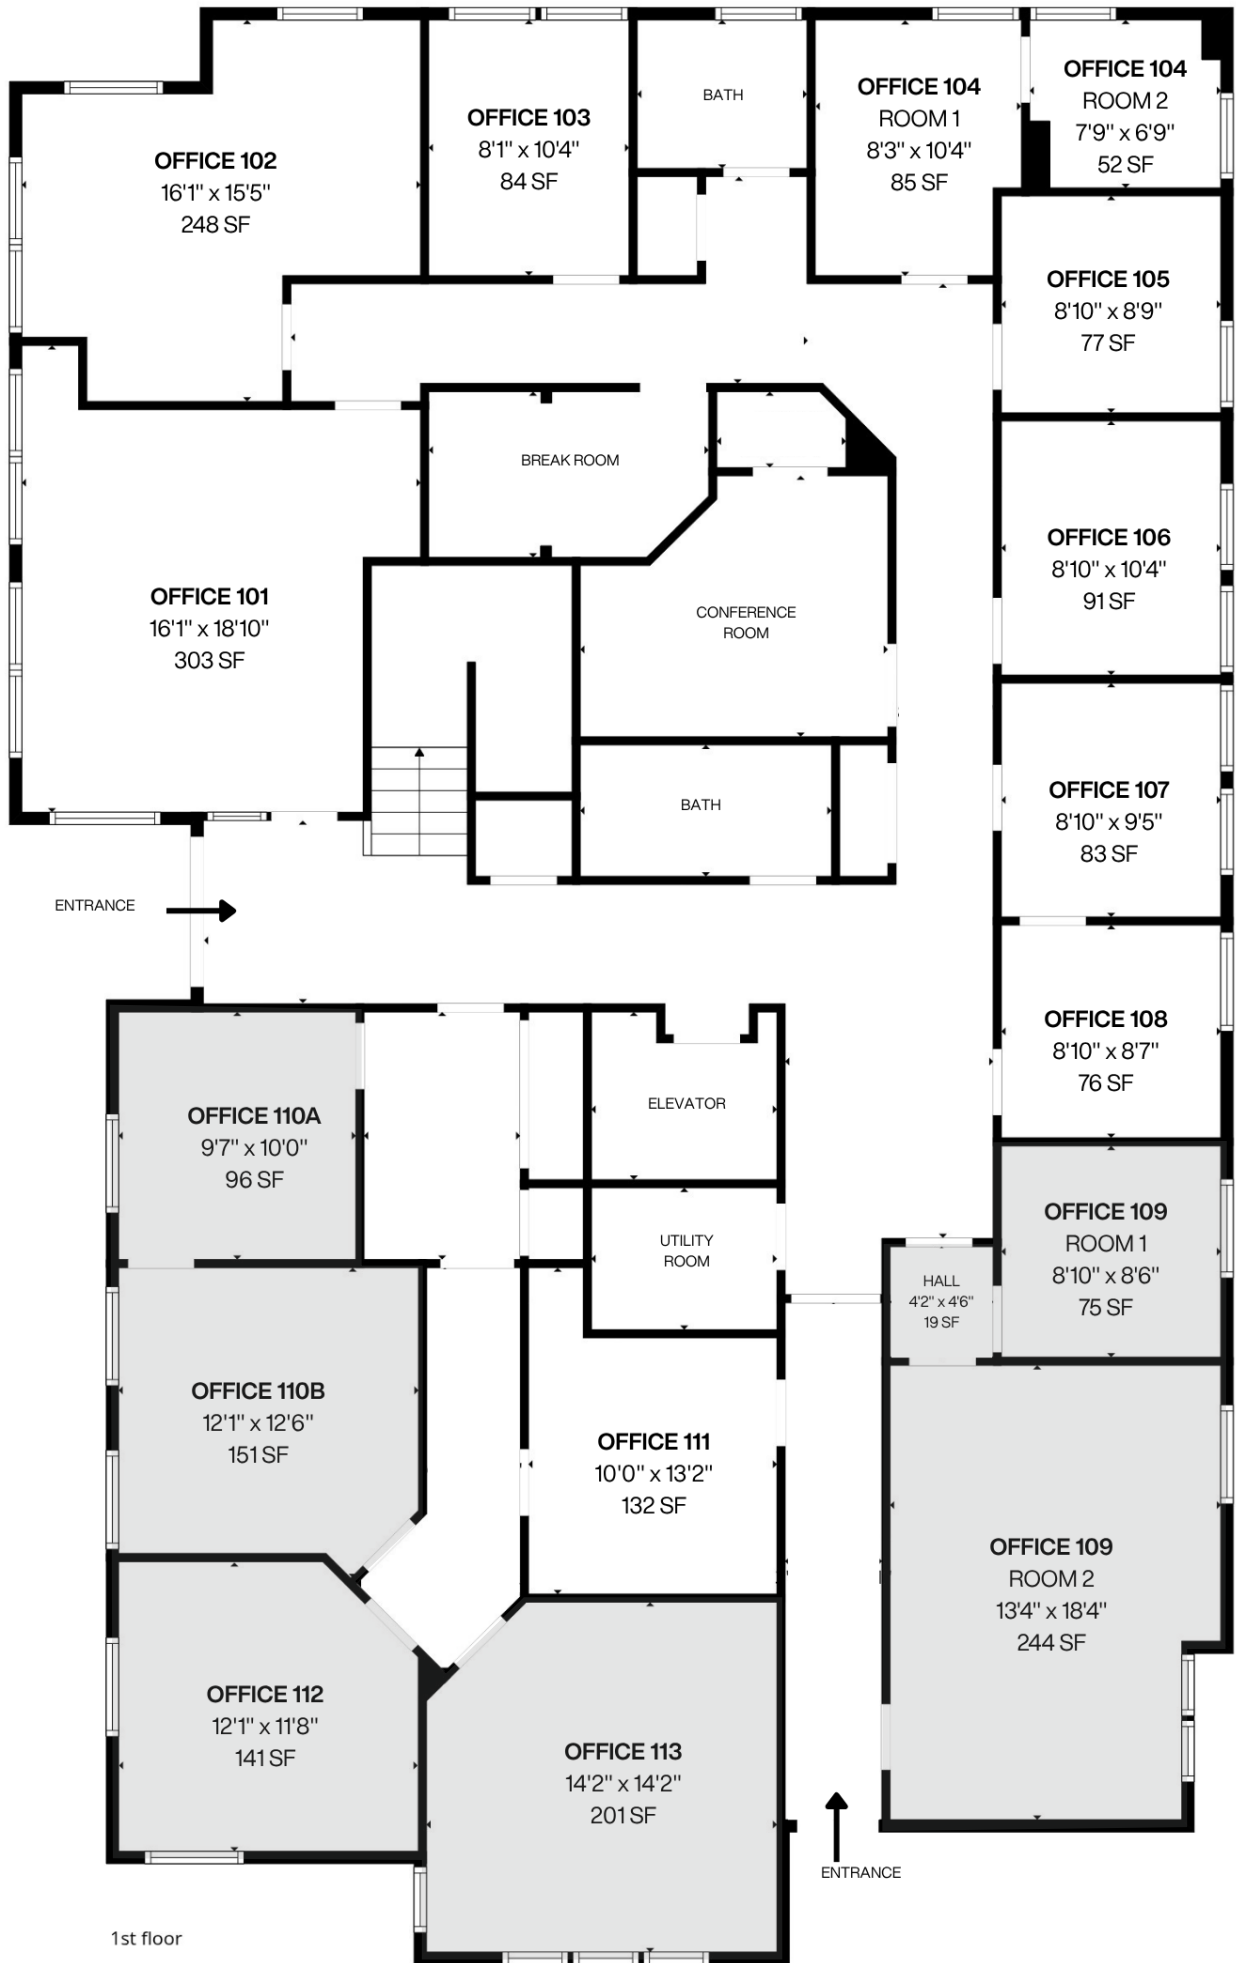 OFFICE 102
16'1" x 15'5"
248 SF
OFFICE 103
8'1" x 10'4"
84 SF
BATH
OFFICE 104
ROOM 1
8'3" x 10'4"
85 SF
OFFICE 104
ROOM 2
7'9" x 6'9"
52 SF
OFFICE 105
8'10" x 8'9"
77 SF
BREAK ROOM
OFFICE 106
8'10" x 10'4"
91 SF
OFFICE 101
16'1" x 18'10"
303 SF
CONFERENCE
ROOM
OFFICE 107
8'10" x 9'5"
83 SF
BATH
ENTRANCE
OFFICE 108
8'10" x 8'7"
76 SF
OFFICE 110A
9'7" x 10'0"
96 SF
ELEVATOR
UTILITY
ROOM
OFFICE 109
ROOM 1
8'10" x 8'6"
75 SF
HALL
4'2" x 4'6"
19 SF
OFFICE 110B
12'1" x 12'6"
151 SF
OFFICE 111
10'0" x 13'2"
132 SF
OFFICE 109
ROOM 2
13'4" x 18'4"
244 SF
OFFICE 112
12'1" x 11'8"
141 SF
OFFICE 113
14'2" x 14'2"
201 SF
ENTRANCE
1st floor